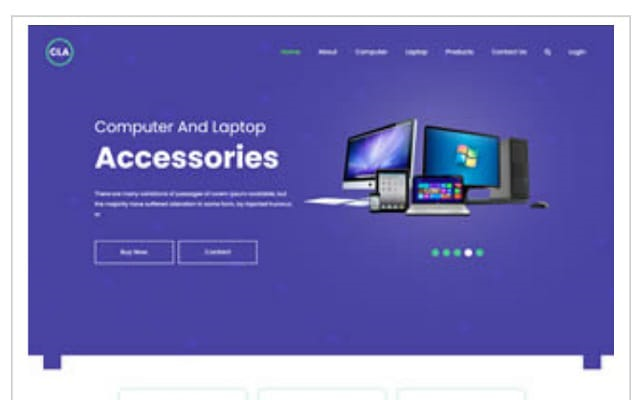 CLA
Home About Computer Laptop Products Contact Us Login
Computer And Laptop
Accessories
There are many variations of passages of Lorem Ipsum available, but
the majority have suffered alteration in some form, by injected humour,
or
Buy Now Contact